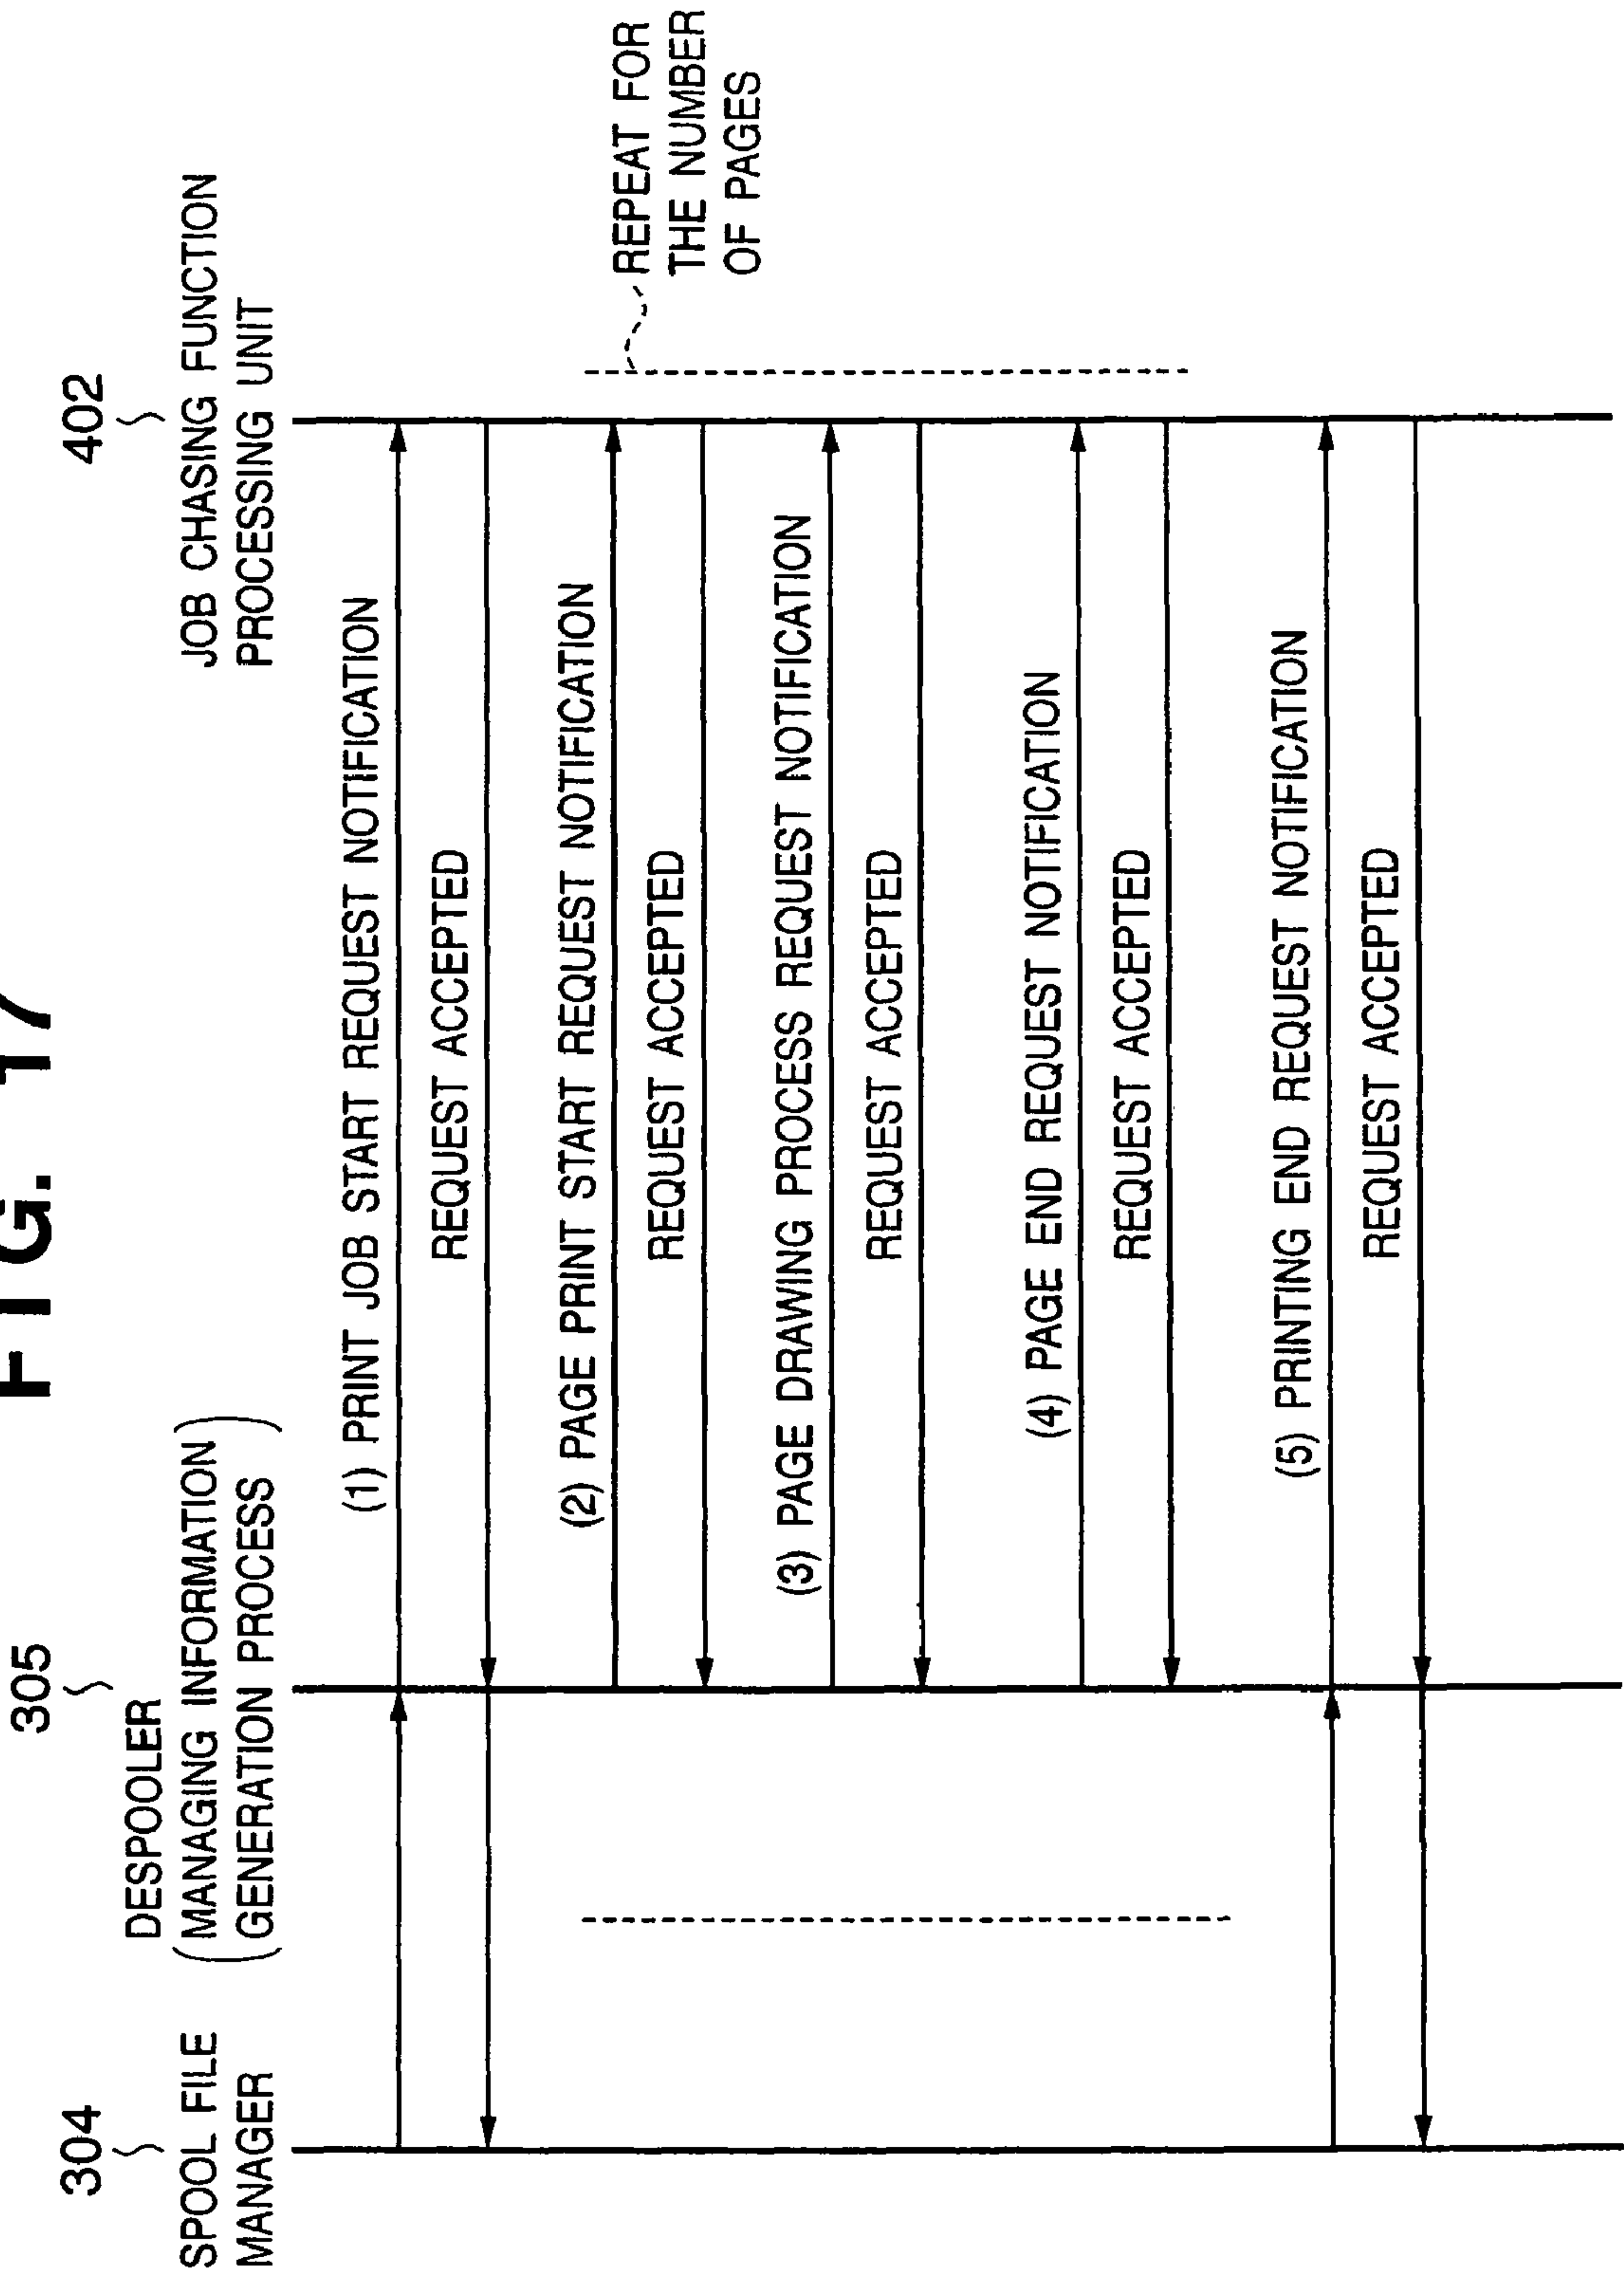 FIG. 17
304
SPOOL FILE
MANAGER
305
DESPOOLER
(MANAGING INFORMATION
GENERATION PROCESS)
402
JOB CHASING FUNCTION
PROCESSING UNIT
(1) PRINT JOB START REQUEST NOTIFICATION
REQUEST ACCEPTED
(2) PAGE PRINT START REQUEST NOTIFICATION
REQUEST ACCEPTED
(3) PAGE DRAWING PROCESS REQUEST NOTIFICATION
REQUEST ACCEPTED
(4) PAGE END REQUEST NOTIFICATION
REQUEST ACCEPTED
(5) PRINTING END REQUEST NOTIFICATION
REQUEST ACCEPTED
REPEAT FOR
THE NUMBER
OF PAGES